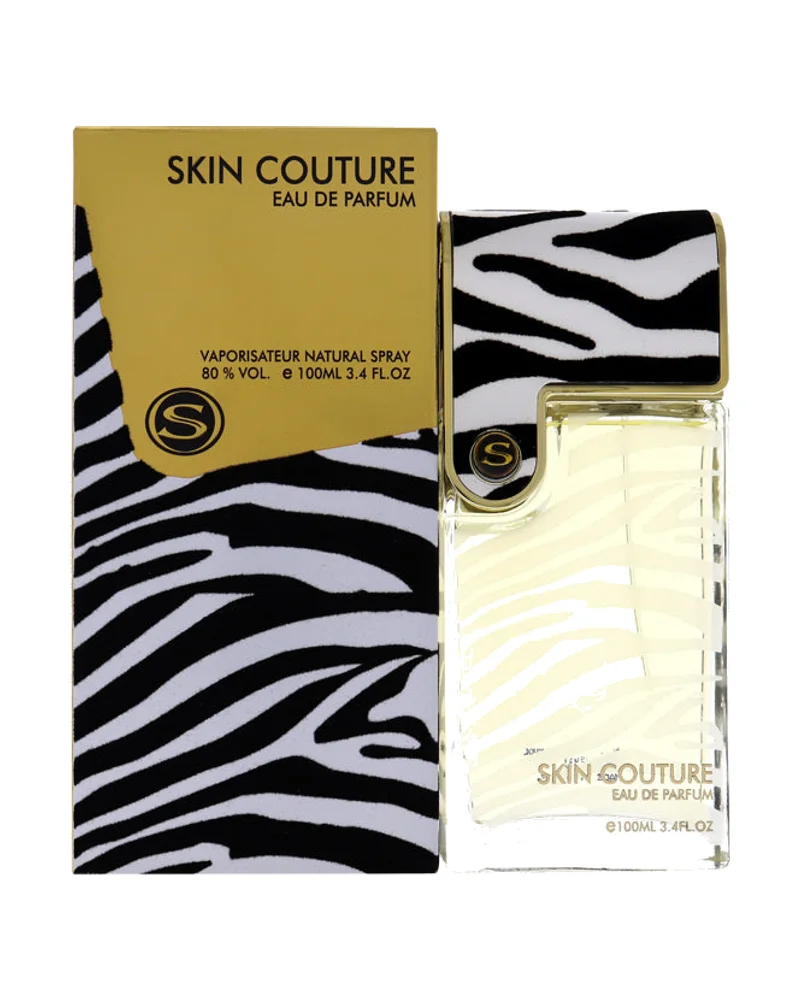 SKIN COUTURE
EAU DE PARFUM
VAPORISATEUR NATURAL SPRAY
80 % VOL. e 100ML 3.4 FL.OZ
S
S
SKIN COUTURE
EAU DE PARFUM
e100ML 3.4FL.OZ